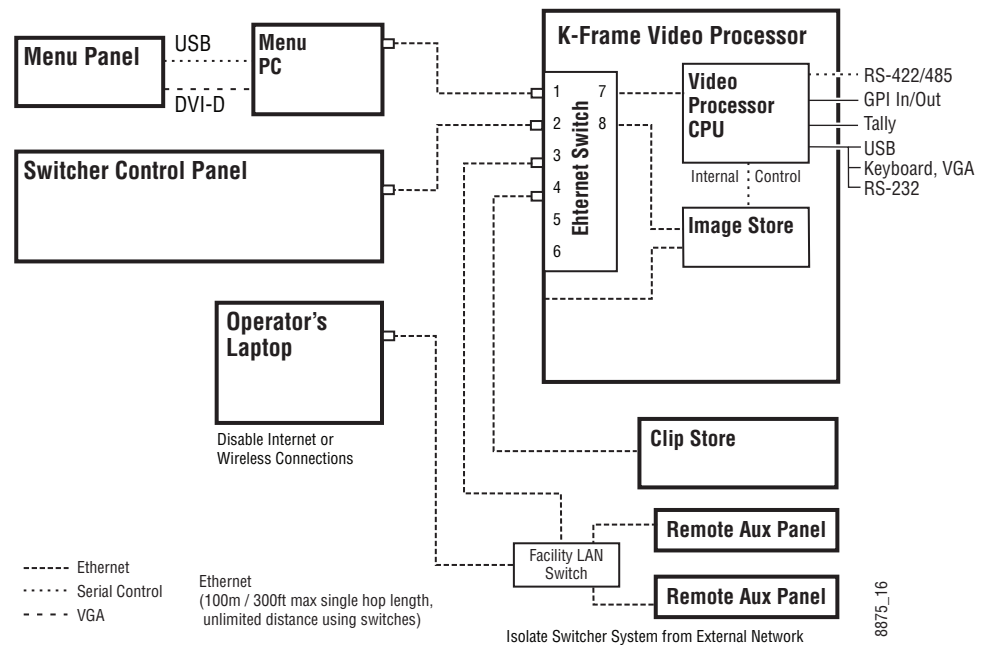 K-Frame Video Processor
Menu Panel
USB
DVI-D
Menu
PC
Ehternet Switch
1
2
3
4
5
6
7
8
Video
Processor
CPU
RS-422/485
GPI In/Out
Tally
USB
Keyboard, VGA
RS-232
Internal
Control
Image Store
Switcher Control Panel
Operator's
Laptop
Disable Internet or
Wireless Connections
Clip Store
Remote Aux Panel
Facility LAN
Switch
Remote Aux Panel
Ethernet
Serial Control
VGA
Ethernet
(100m / 300ft max single hop length,
unlimited distance using switches)
Isolate Switcher System from External Network
8875_16